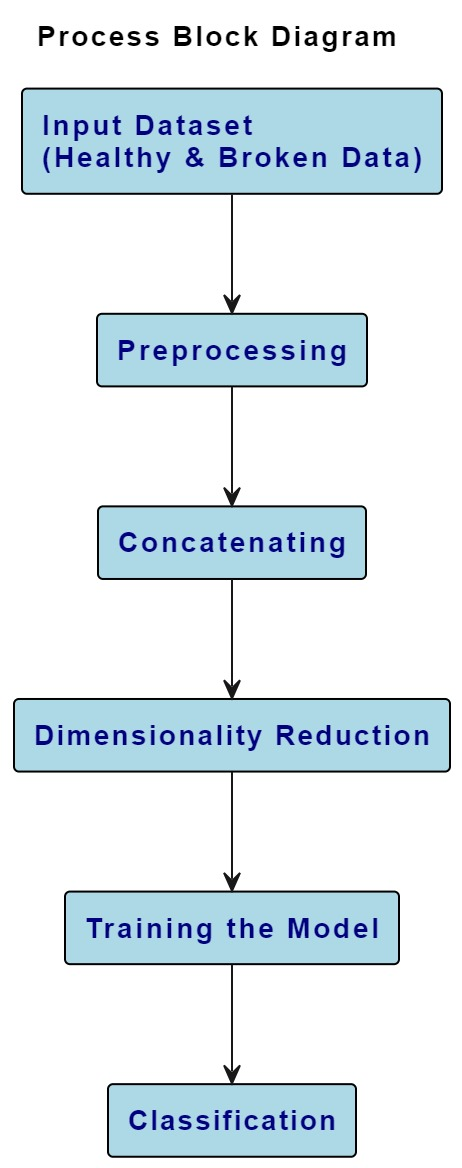 Process Block Diagram
Input Dataset
(Healthy & Broken Data)
Preprocessing
Concatenating
Dimensionality Reduction
Training the Model
Classification